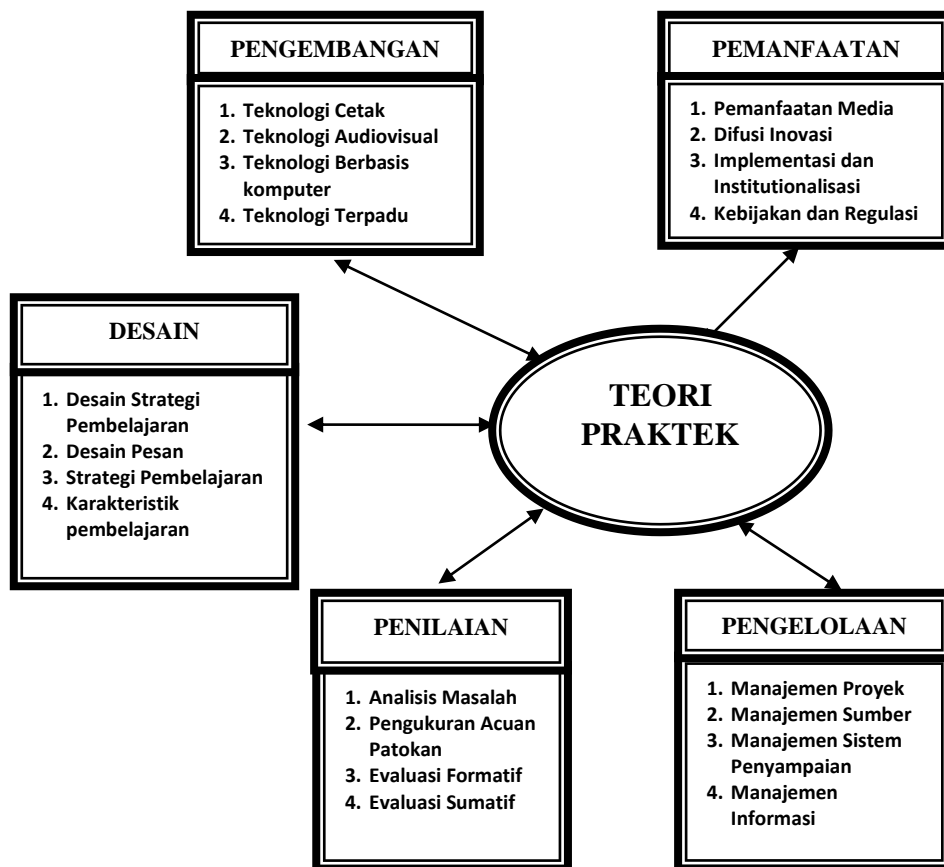 PENGEMBANGAN
1. Teknologi Cetak
2. Teknologi Audiovisual
3. Teknologi Berbasis
komputer
4. Teknologi Terpadu
PEMANFAATAN
1. Pemanfaatan Media
2. Difusi Inovasi
3. Implementasi dan
Institutionalisasi
4. Kebijakan dan Regulasi
DESAIN
1. Desain Strategi
Pembelajaran
2. Desain Pesan
3. Strategi Pembelajaran
4. Karakteristik
pembelajaran
TEORI
PRAKTEK
PENILAIAN
1. Analisis Masalah
2. Pengukuran Acuan
Patokan
3. Evaluasi Formatif
4. Evaluasi Sumatif
PENGELOLAAN
1. Manajemen Proyek
2. Manajemen Sumber
3. Manajemen Sistem
Penyampaian
4. Manajemen
Informasi